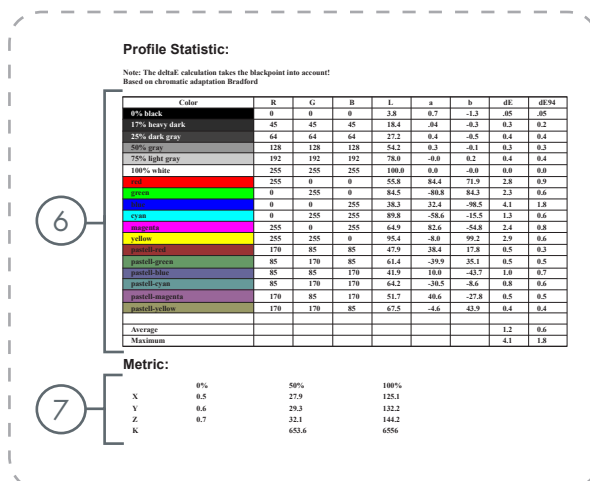 Profile Statistic:
Note: The deltaE calculation takes the blackpoint into account!
Based on chromatic adaptation Bradford
Color R G B L a b dE dE94
0% black 0 0 0 3.8 0.7 -1.3 .05 .05
17% heavy dark 45 45 45 18.4 .04 -0.3 0.3 0.2
25% dark gray 64 64 64 27.2 0.4 -0.5 0.4 0.4
50% gray 128 128 128 54.2 0.3 -0.1 0.3 0.3
75% light gray 192 192 192 78.0 -0.0 0.2 0.4 0.4
100% white 255 255 255 100.0 0.0 -0.0 0.0 0.0
red 255 0 0 55.8 84.4 71.9 2.8 0.9
green 0 255 0 84.5 -80.8 84.3 2.3 0.6
blue 0 0 255 38.3 32.4 -98.5 4.1 1.8
cyan 0 255 255 89.8 -58.6 -15.5 1.3 0.6
magenta 255 0 255 64.9 82.6 -54.8 2.4 0.8
yellow 255 255 0 95.4 -8.0 99.2 2.9 0.6
pastell-red 170 85 85 47.9 38.4 17.8 0.5 0.3
pastell-green 85 170 85 61.4 -39.9 35.1 0.5 0.5
pastell-blue 85 85 170 41.9 10.0 -43.7 1.0 0.7
pastell-cyan 85 170 170 64.2 -30.5 -8.6 0.8 0.6
pastell-magenta 170 85 170 51.7 40.6 -27.8 0.5 0.5
pastell-yellow 170 170 85 67.5 -4.6 43.9 0.4 0.4
Average 1.2 0.6
Maximum 4.1 1.8
6
Metric:
0% 50% 100%
X 0.5 27.9 125.1
Y 0.6 29.3 132.2
Z 0.7 32.1 144.2
K 653.6 6556
7